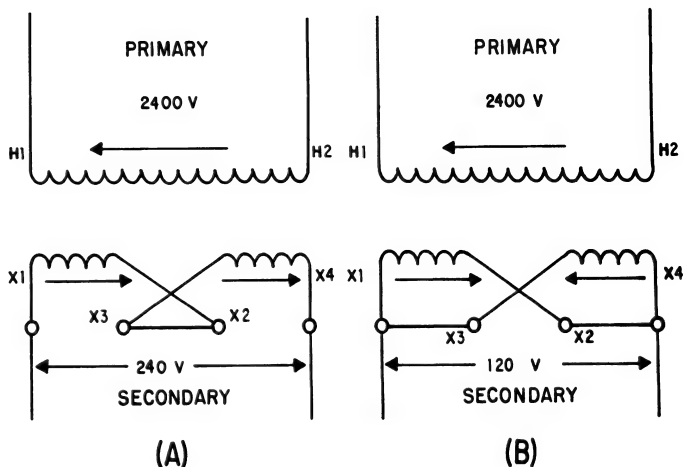 PRIMARY
2400 V
H1
H2
X1
X4
X3
X2
240 V
SECONDARY
(A)
PRIMARY
2400 V
H1
H2
X1
X4
X3
X2
120 V
SECONDARY
(B)